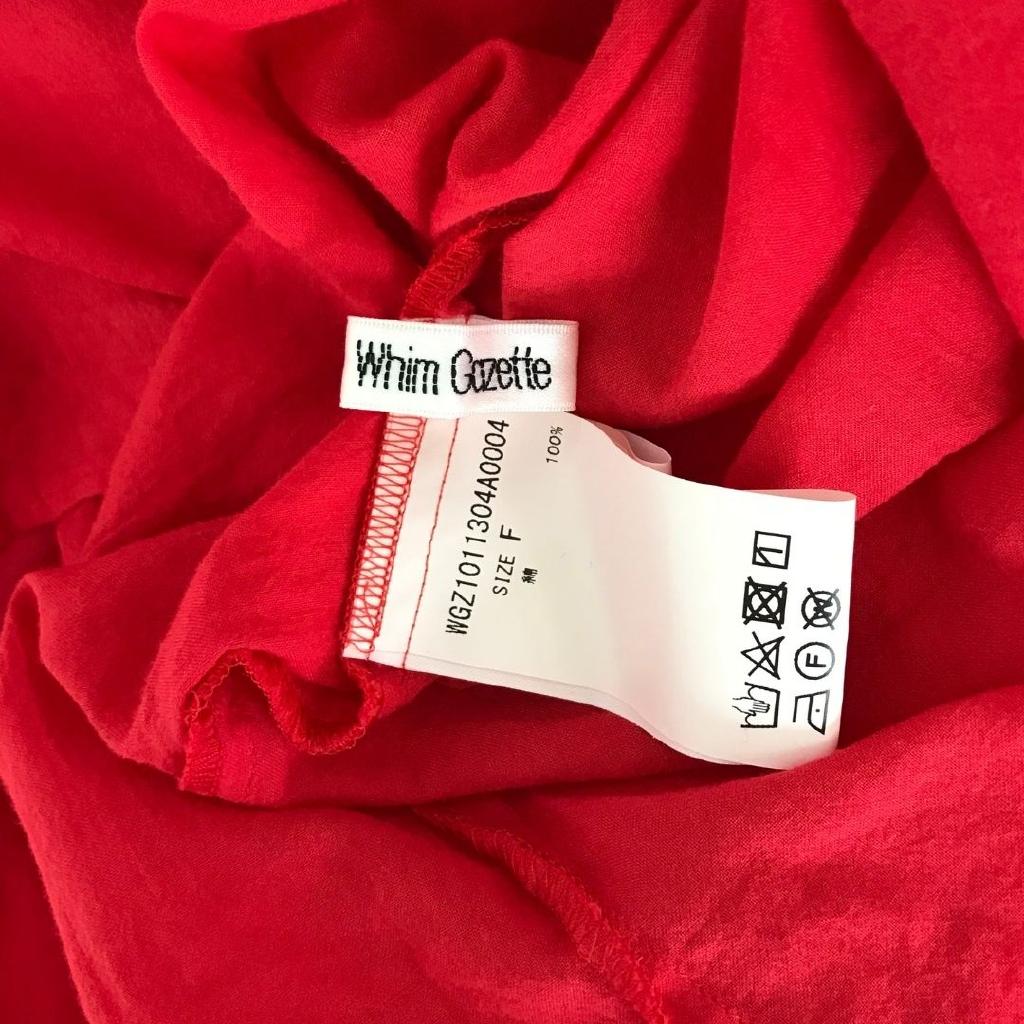 Whim Gazette
WGZ1011304A0004
SIZE F
綿 100%
F
W